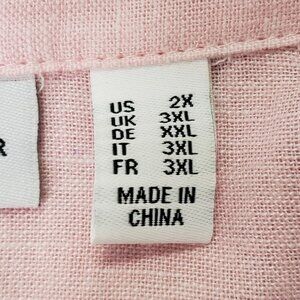 R
US 2X
UK 3XL
DE XXL
IT 3XL
FR 3XL
MADE IN
CHINA